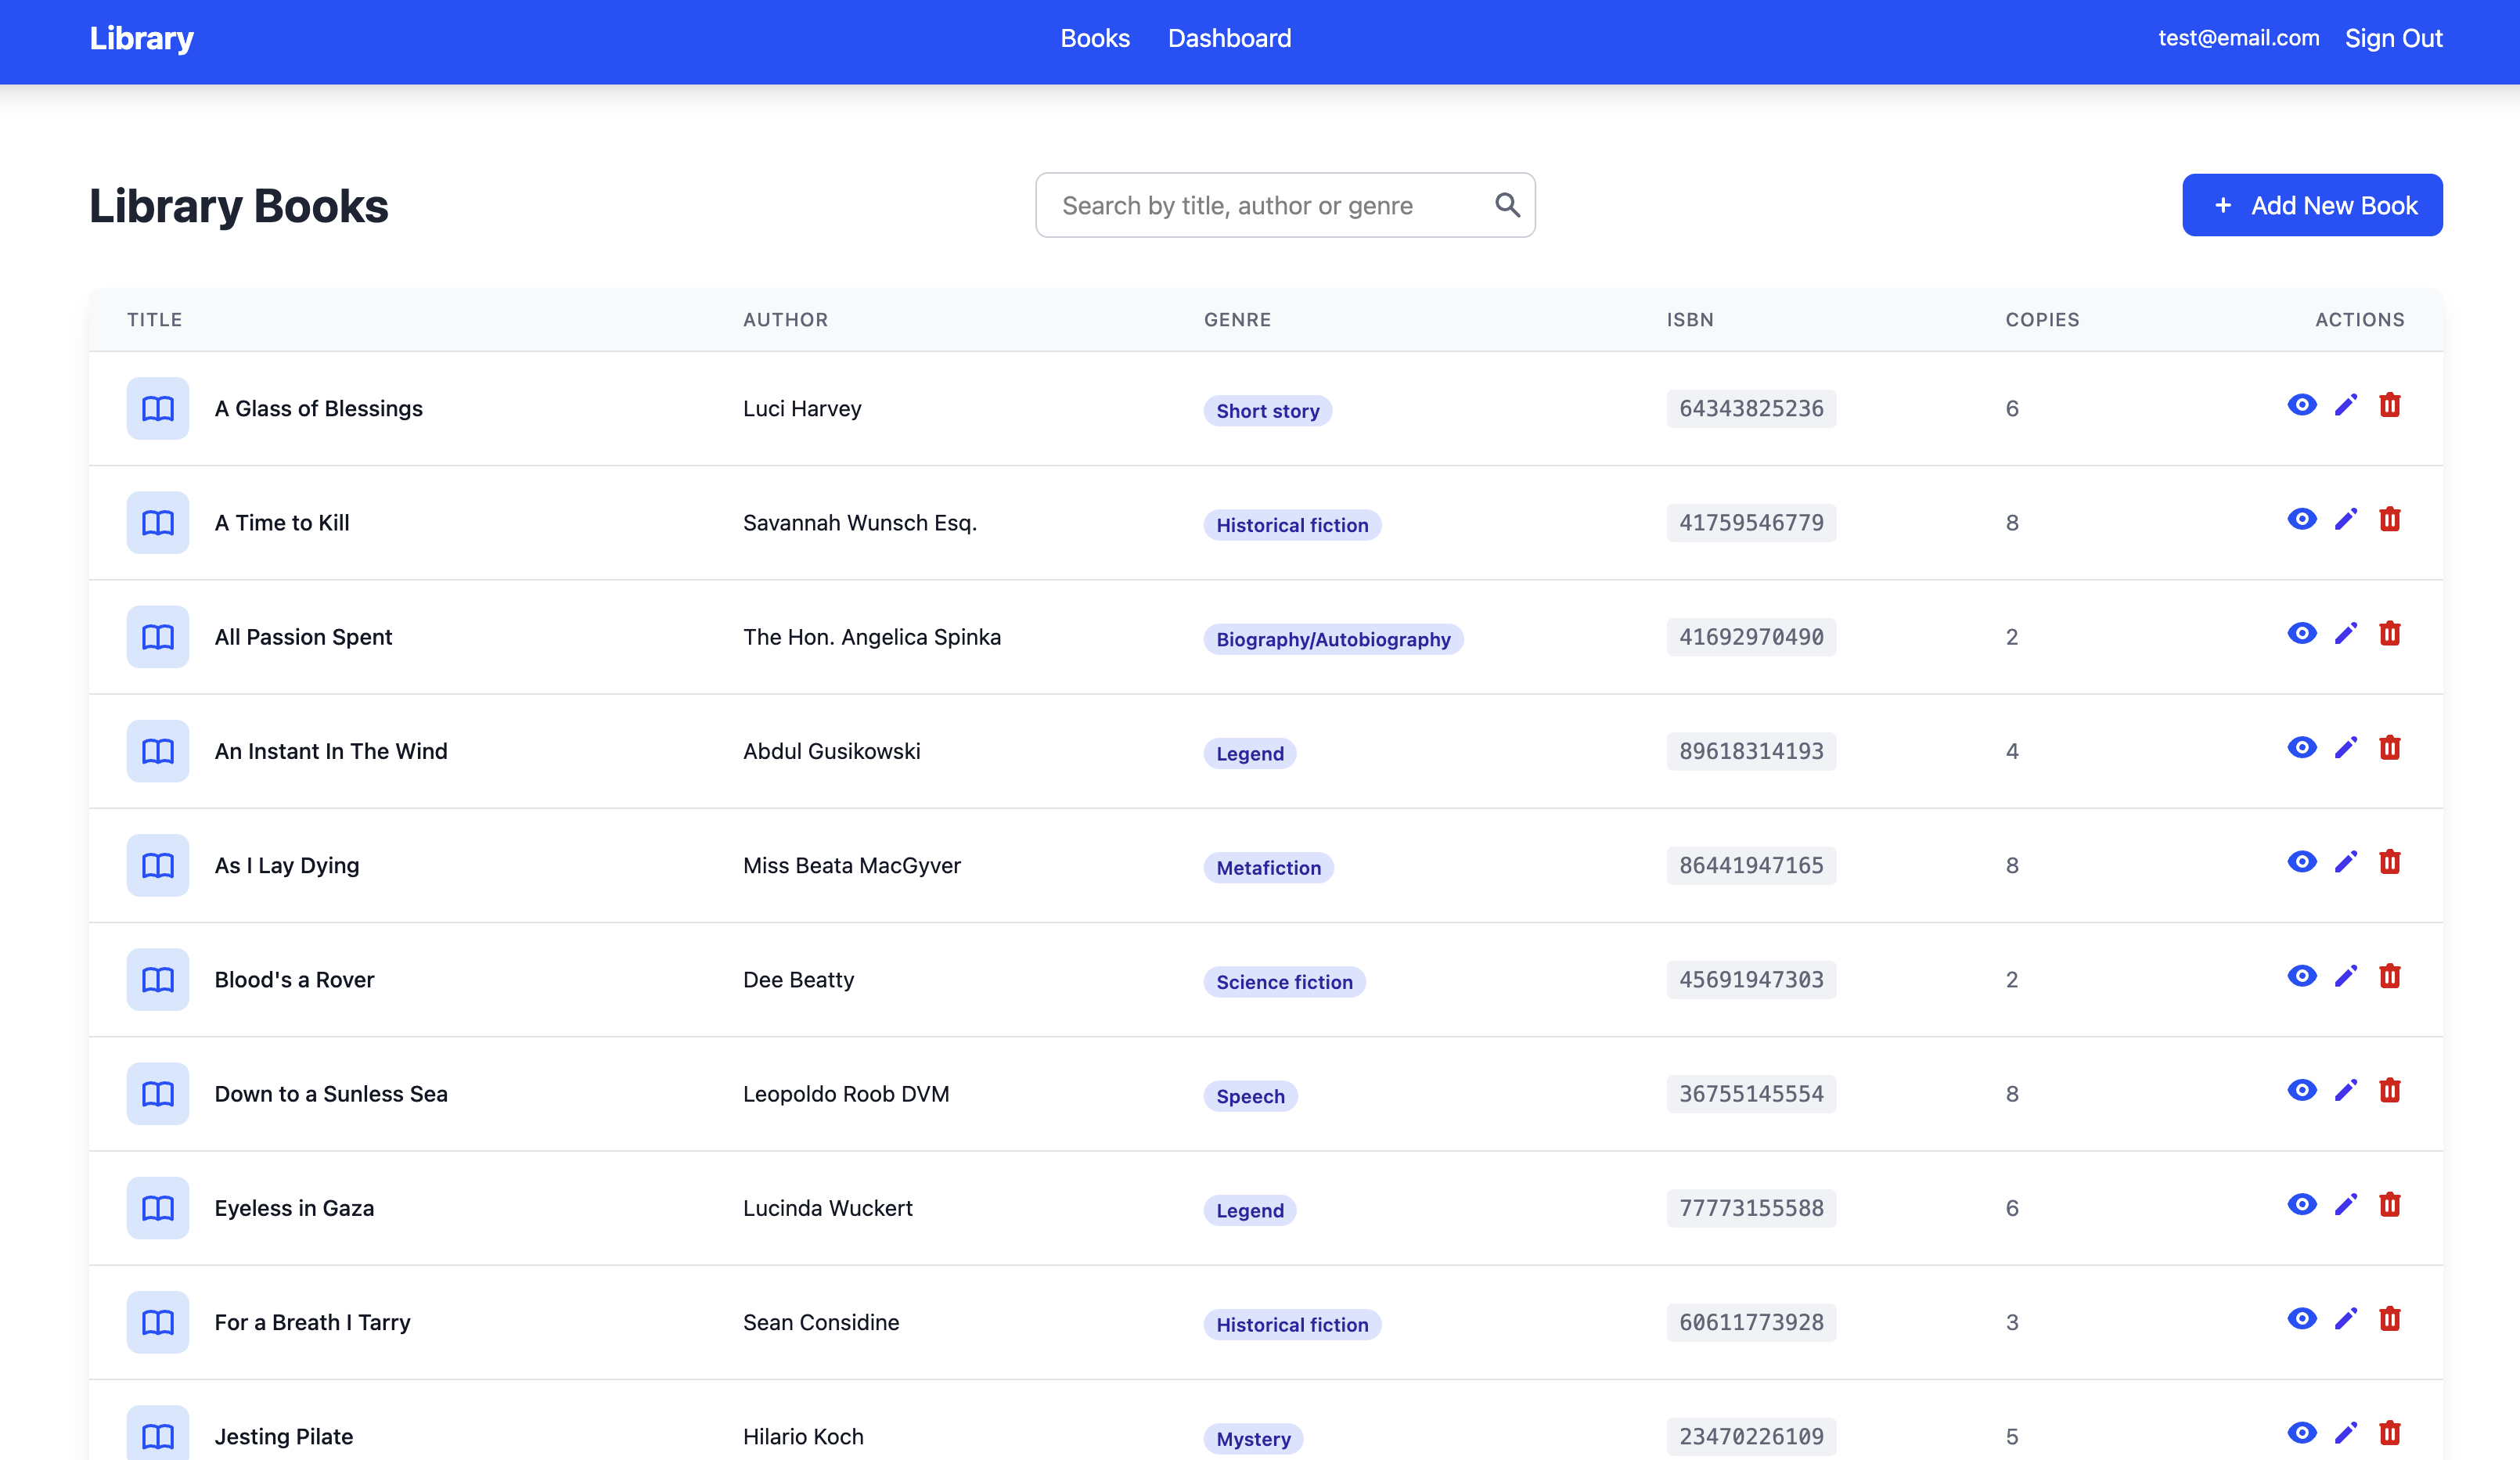 Library Books Dashboard test@email.com Sign Out
Library Books Search by title, author or genre + Add New Book
TITLE AUTHOR GENRE ISBN COPIES ACTIONS
A Glass of Blessings Luci Harvey Short story 64343825236 6
A Time to Kill Savannah Wunsch Esq. Historical fiction 41759546779 8
All Passion Spent The Hon. Angelica Spinka Biography/Autobiography 41692970490 2
An Instant In The Wind Abdul Gusikowski Legend 89618314193 4
As I Lay Dying Miss Beata MacGyver Metafiction 86441947165 8
Blood's a Rover Dee Beatty Science fiction 45691947303 2
Down to a Sunless Sea Leopoldo Roob DVM Speech 36755145554 8
Eyeless in Gaza Lucinda Wuckert Legend 77773155588 6
For a Breath I Tarry Sean Considine Historical fiction 60611773928 3
Jesting Pilate Hilario Koch Mystery 23470226109 5